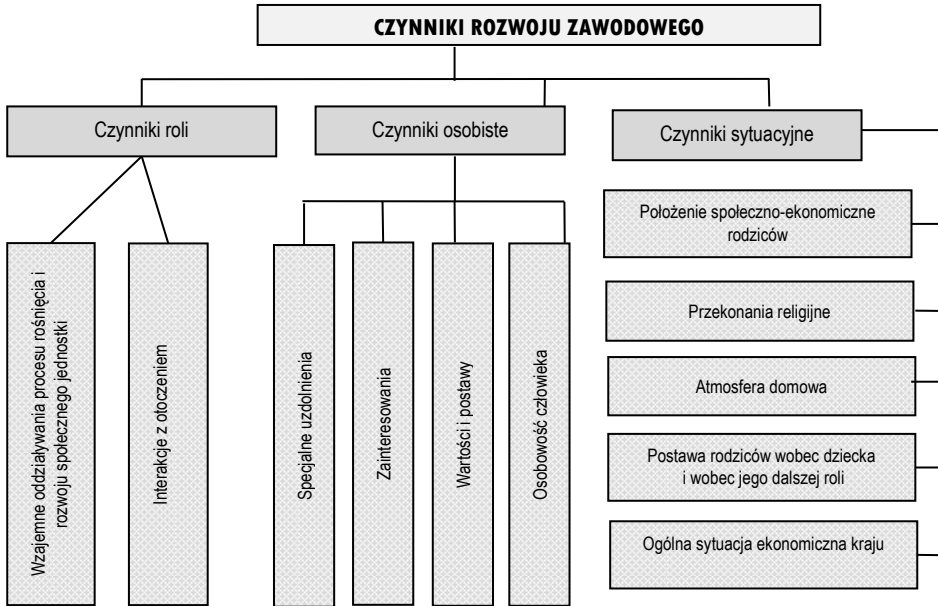 CZYNNIKI ROZWOJU ZAWODOWEGO
Czynniki roli
Czynniki osobiste
Czynniki sytuacyjne
Wzajemne oddziaływania procesu rośnięcia i
rozwoju społecznego jednostki
Interakcje z otoczeniem
Specjalne uzdolnienia
Zainteresowania
Wartości i postawy
Osobowość człowieka
Położenie społeczno-ekonomiczne
rodziców
Przekonania religijne
Atmosfera domowa
Postawa rodziców wobec dziecka
i wobec jego dalszej roli
Ogólna sytuacja ekonomiczna kraju